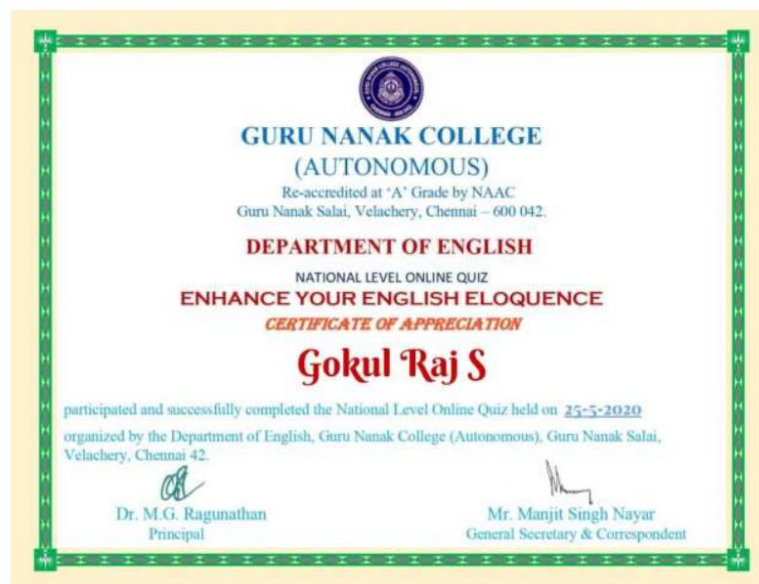 GURU NANAK COLLEGE
(AUTONOMOUS)
Re-accredited at ‘A’ Grade by NAAC
Guru Nanak Salai, Velachery, Chennai – 600 042.
DEPARTMENT OF ENGLISH
NATIONAL LEVEL ONLINE QUIZ
ENHANCE YOUR ENGLISH ELOQUENCE
CERTIFICATE OF APPRECIATION
Gokul Raj S
participated and successfully completed the National Level Online Quiz held on 25-5-2020
organized by the Department of English, Guru Nanak College (Autonomous), Guru Nanak Salai,
Velachery, Chennai 42.
Dr. M.G. Ragunathan
Principal
Mr. Manjit Singh Nayar
General Secretary & Correspondent